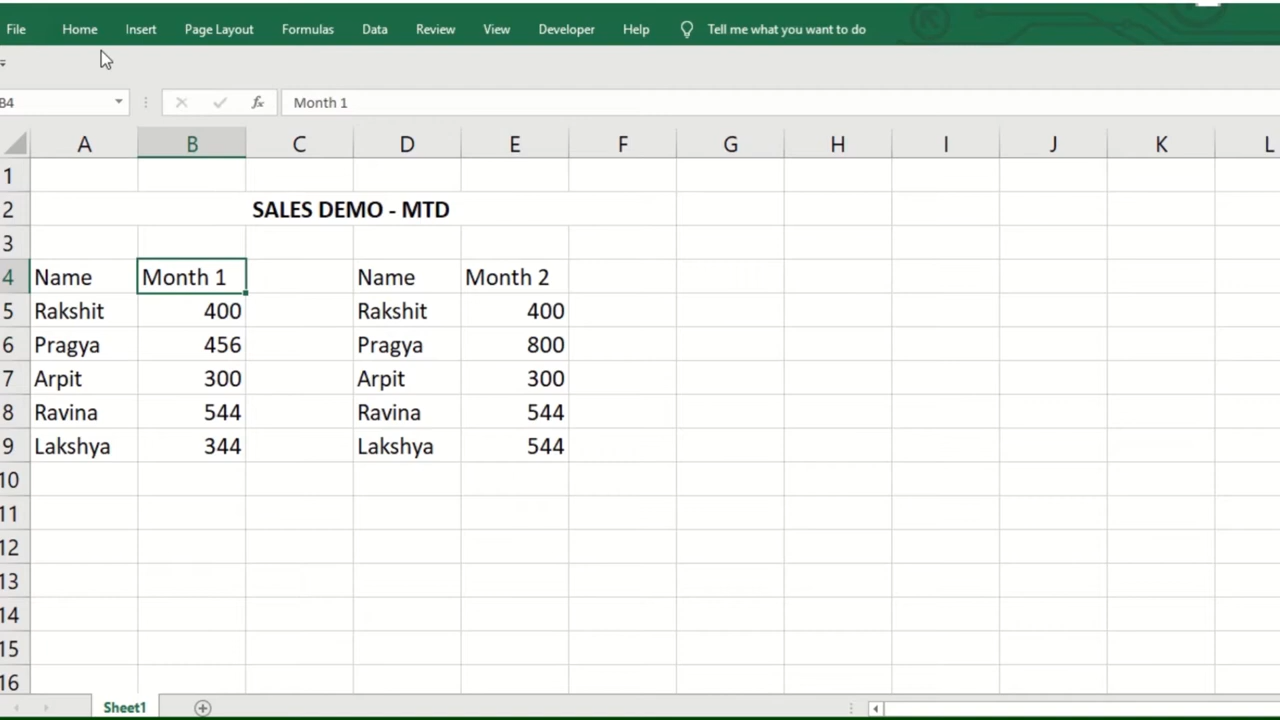 File Home Insert Page Layout Formulas Data Review View Developer Help Tell me what you want to do
B4 fx Month 1
A B C D E F G H I J K L
1
2 SALES DEMO - MTD
3
4 Name Month 1 Name Month 2
5 Rakshit 400 Rakshit 400
6 Pragya 456 Pragya 800
7 Arpit 300 Arpit 300
8 Ravina 544 Ravina 544
9 Lakshya 344 Lakshya 544
10
11
12
13
14
15
16
Sheet1